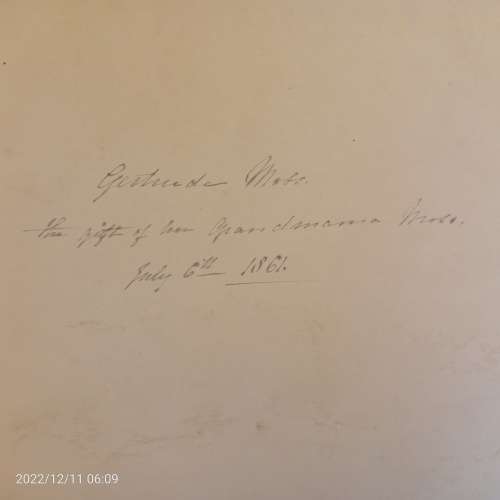 Gertrude Moss.
the gift of her Grandmama Moss.
July 6th 1861.
2022/12/11 06:09